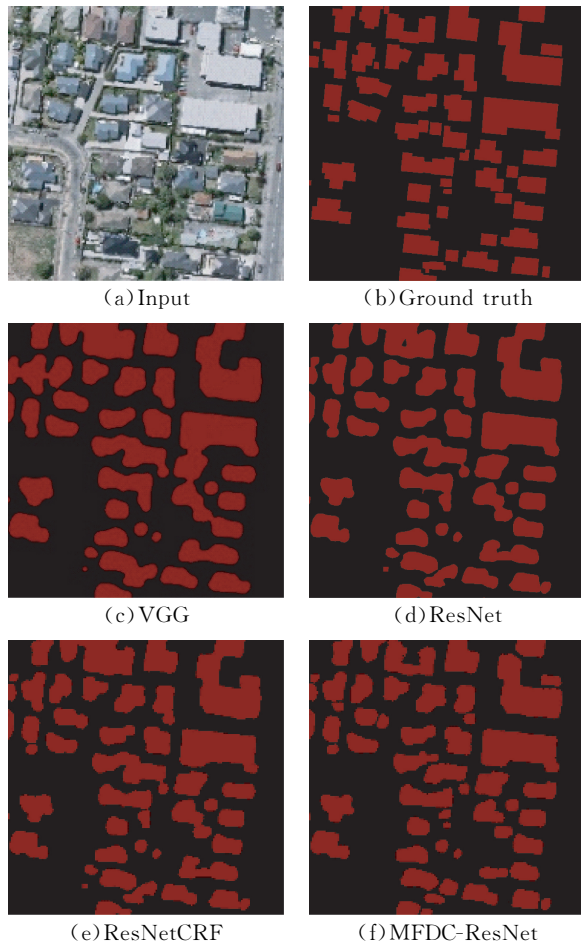 (a)Input
(b)Ground truth
(c)VGG
(d)ResNet
(e)ResNetCRF
(f)MFDC-ResNet